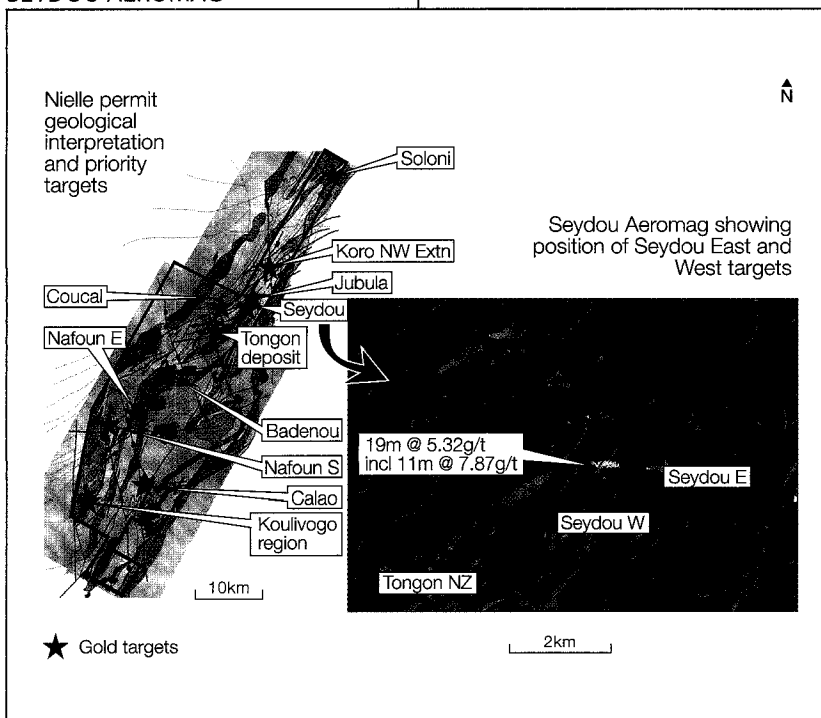 SEYDOU AEROMAG
N
Nielle permit
geological
interpretation
and priority
targets
Soloni
Koro NW Extn
Jubula
Seydou
Coucal
Nafoun E
Tongon
deposit
Badenou
Nafoun S
Calao
Koulivogo
region
10km
Gold targets
Seydou Aeromag showing
position of Seydou East and
West targets
19m @ 5.32g/t
incl 11m @ 7.87g/t
Seydou E
Seydou W
Tongon NZ
2km